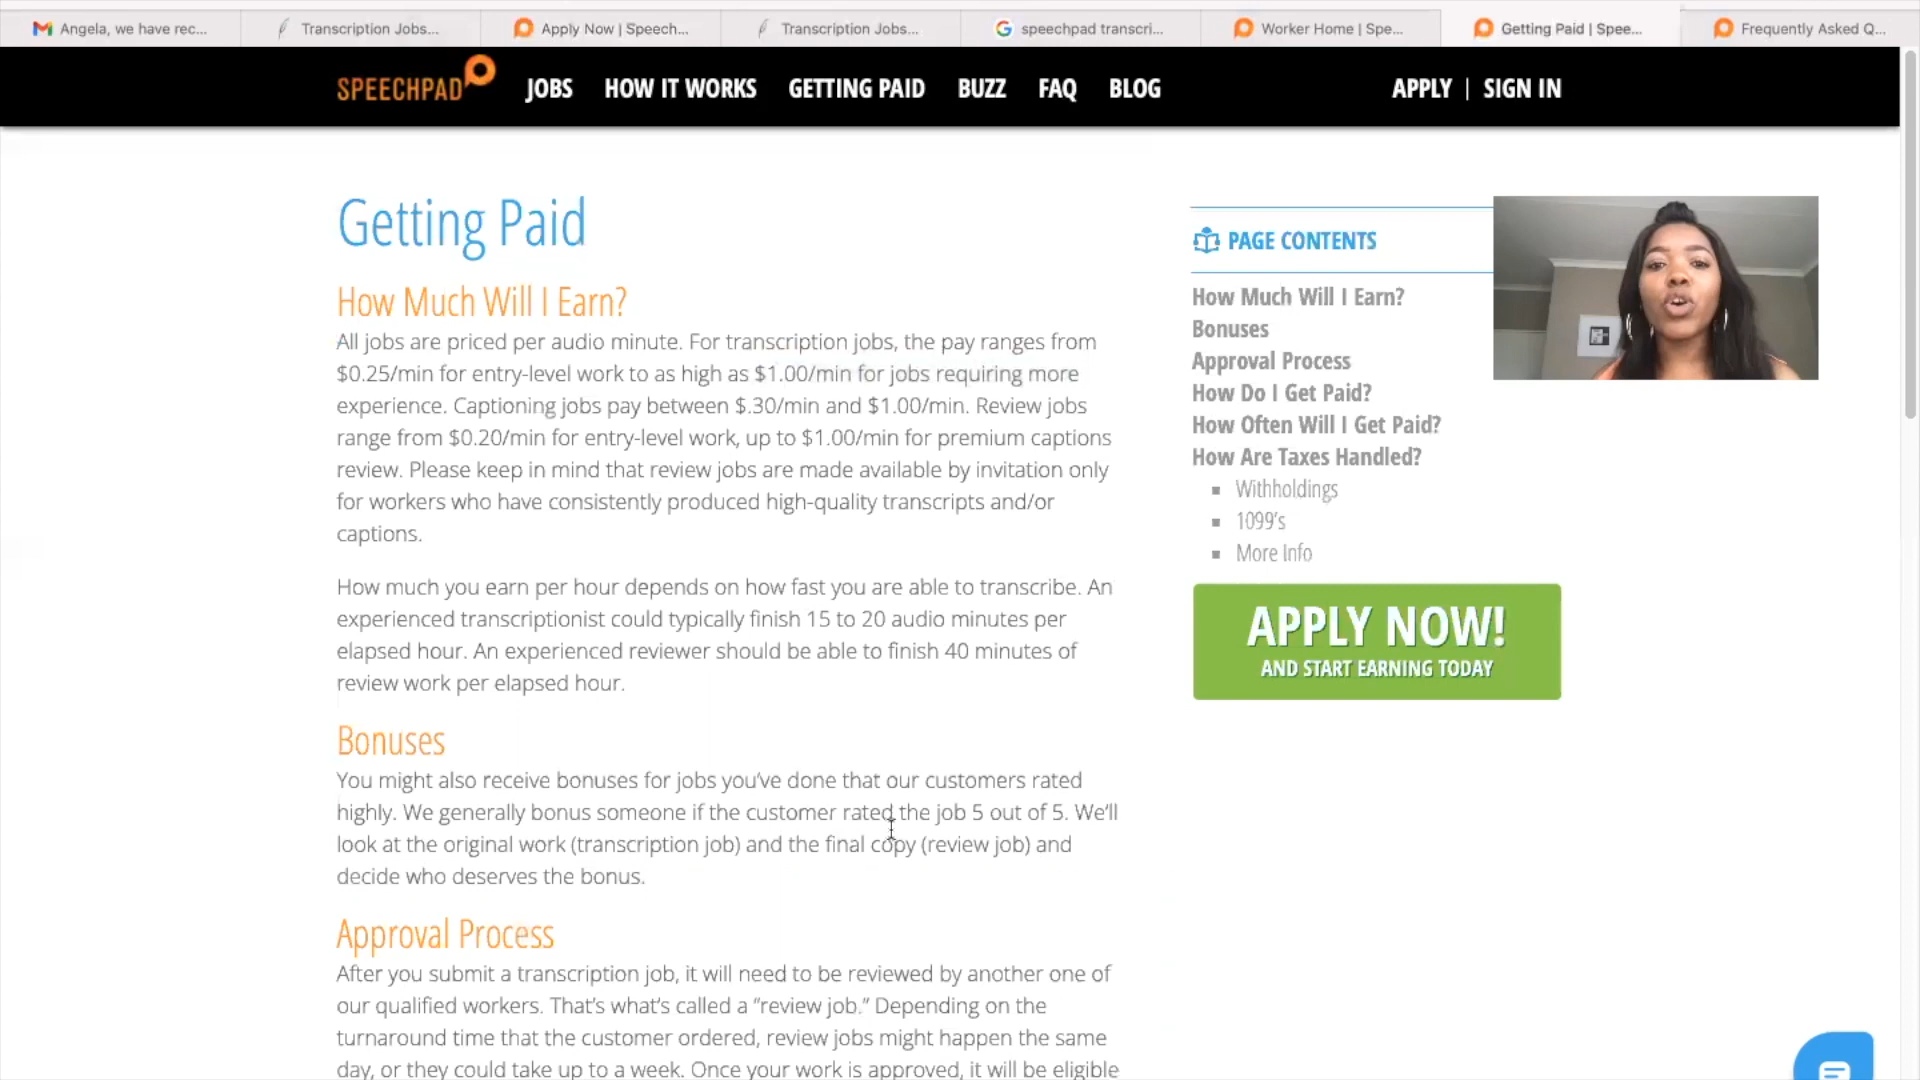 Angela, we have rec...
Transcription Jobs...
Apply Now | Speech...
Transcription Jobs...
speechpad transcri...
Worker Home | Spe...
Getting Paid | Spee...
Frequently Asked Q...
SPEECHPAD
JOBS
HOW IT WORKS
GETTING PAID
BUZZ
FAQ
BLOG
APPLY | SIGN IN
Getting Paid
How Much Will I Earn?
All jobs are priced per audio minute. For transcription jobs, the pay ranges from
$0.25/min for entry-level work to as high as $1.00/min for jobs requiring more
experience. Captioning jobs pay between $.30/min and $1.00/min. Review jobs
range from $0.20/min for entry-level work, up to $1.00/min for premium captions
review. Please keep in mind that review jobs are made available by invitation only
for workers who have consistently produced high-quality transcripts and/or
captions.
How much you earn per hour depends on how fast you are able to transcribe. An
experienced transcriptionist could typically finish 15 to 20 audio minutes per
elapsed hour. An experienced reviewer should be able to finish 40 minutes of
review work per elapsed hour.
Bonuses
You might also receive bonuses for jobs you've done that our customers rated
highly. We generally bonus someone if the customer rated the job 5 out of 5. We'll
look at the original work (transcription job) and the final copy (review job) and
decide who deserves the bonus.
Approval Process
After you submit a transcription job, it will need to be reviewed by another one of
our qualified workers. That's what's called a “review job.” Depending on the
turnaround time that the customer ordered, review jobs might happen the same
day, or they could take up to a week. Once your work is approved, it will be eligible
PAGE CONTENTS
How Much Will I Earn?
Bonuses
Approval Process
How Do I Get Paid?
How Often Will I Get Paid?
How Are Taxes Handled?
Withholdings
1099's
More Info
APPLY NOW!
AND START EARNING TODAY